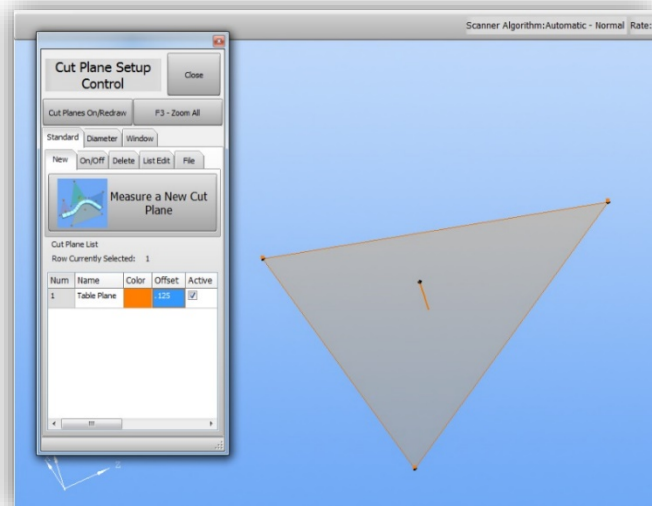 Scanner Algorithm:Automatic - Normal Rate:
Cut Plane Setup
Control
Close
Cut Planes On/Redraw
F3 - Zoom All
Standard Diameter Window
New On/Off Delete List Edit File
Measure a New Cut
Plane
Cut Plane List
Row Currently Selected: 1
Num Name Color Offset Active
1 Table Plane .125
Z